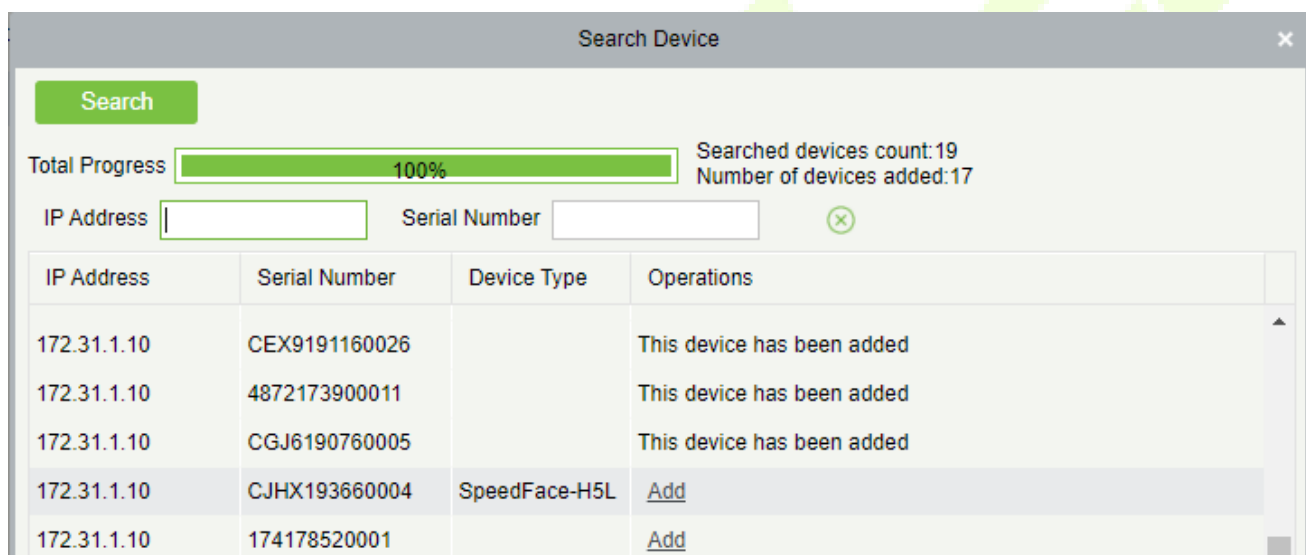 Search Device
Search
Total Progress 100% Searched devices count:19
Number of devices added:17
IP Address Serial Number
IP Address Serial Number Device Type Operations
172.31.1.10 CEX9191160026 This device has been added
172.31.1.10 4872173900011 This device has been added
172.31.1.10 CGJ6190760005 This device has been added
172.31.1.10 CJHX193660004 SpeedFace-H5L Add
172.31.1.10 174178520001 Add